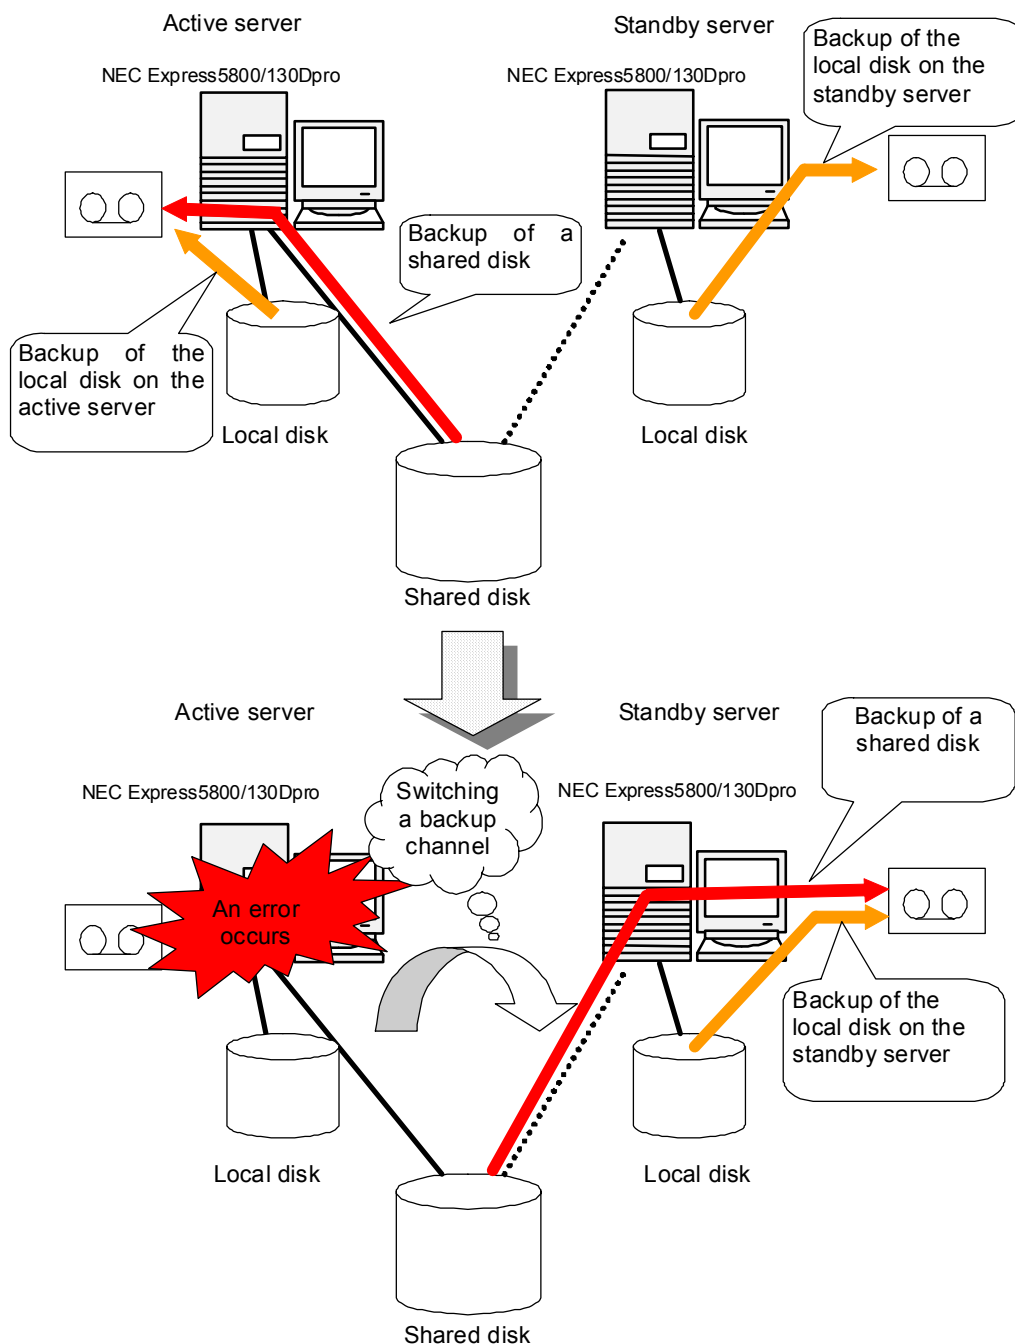 Active server
Standby server
Backup of the
local disk on the
standby server
NEC Express5800/130Dpro
NEC Express5800/130Dpro
Backup of a
shared disk
Backup of the
local disk on the
active server
Local disk
Local disk
Shared disk
Active server
Standby server
Backup of a
shared disk
NEC Express5800/130Dpro
Switching
a backup
channel
NEC Express5800/130Dpro
An error
occurs
Backup of the
local disk on the
standby server
Local disk
Local disk
Shared disk